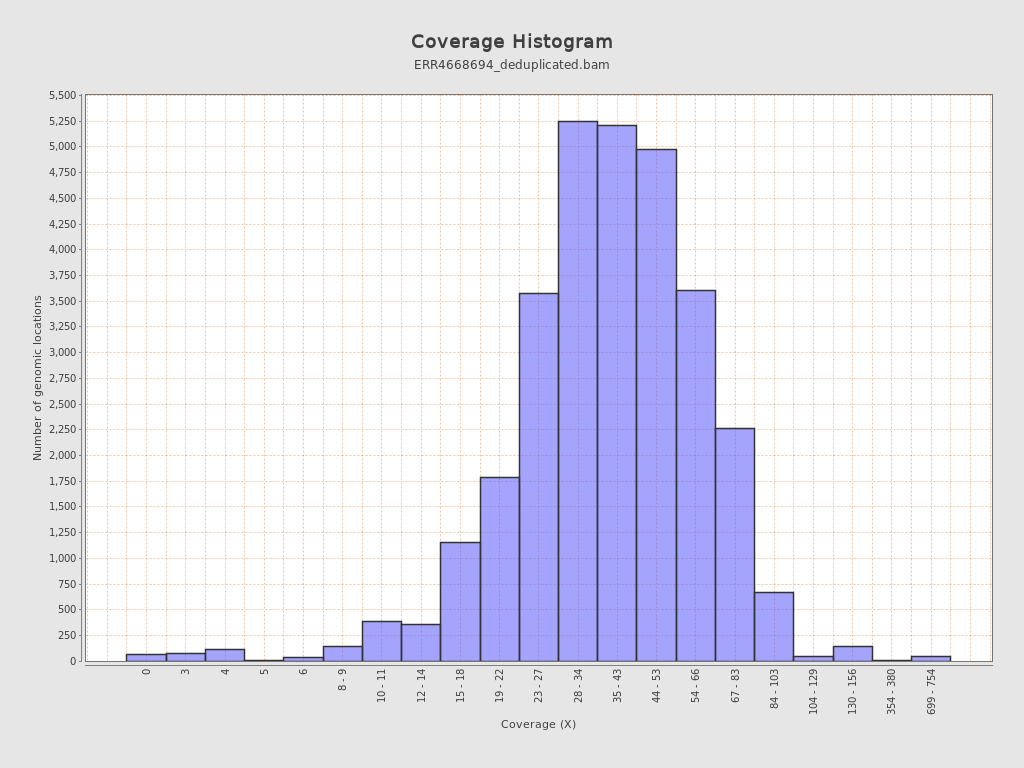 Coverage Histogram
ERR4668694_deduplicated.bam
Number of genomic locations
5,500
5,250
5,000
4,750
4,500
4,250
4,000
3,750
3,500
3,250
3,000
2,750
2,500
2,250
2,000
1,750
1,500
1,250
1,000
750
500
250
0
0
3
4
5
6
8 - 9
10 - 11
12 - 14
15 - 18
19 - 22
23 - 27
28 - 34
35 - 43
44 - 53
54 - 66
67 - 83
84 - 103
104 - 129
130 - 156
354 - 380
699 - 754
Coverage (X)